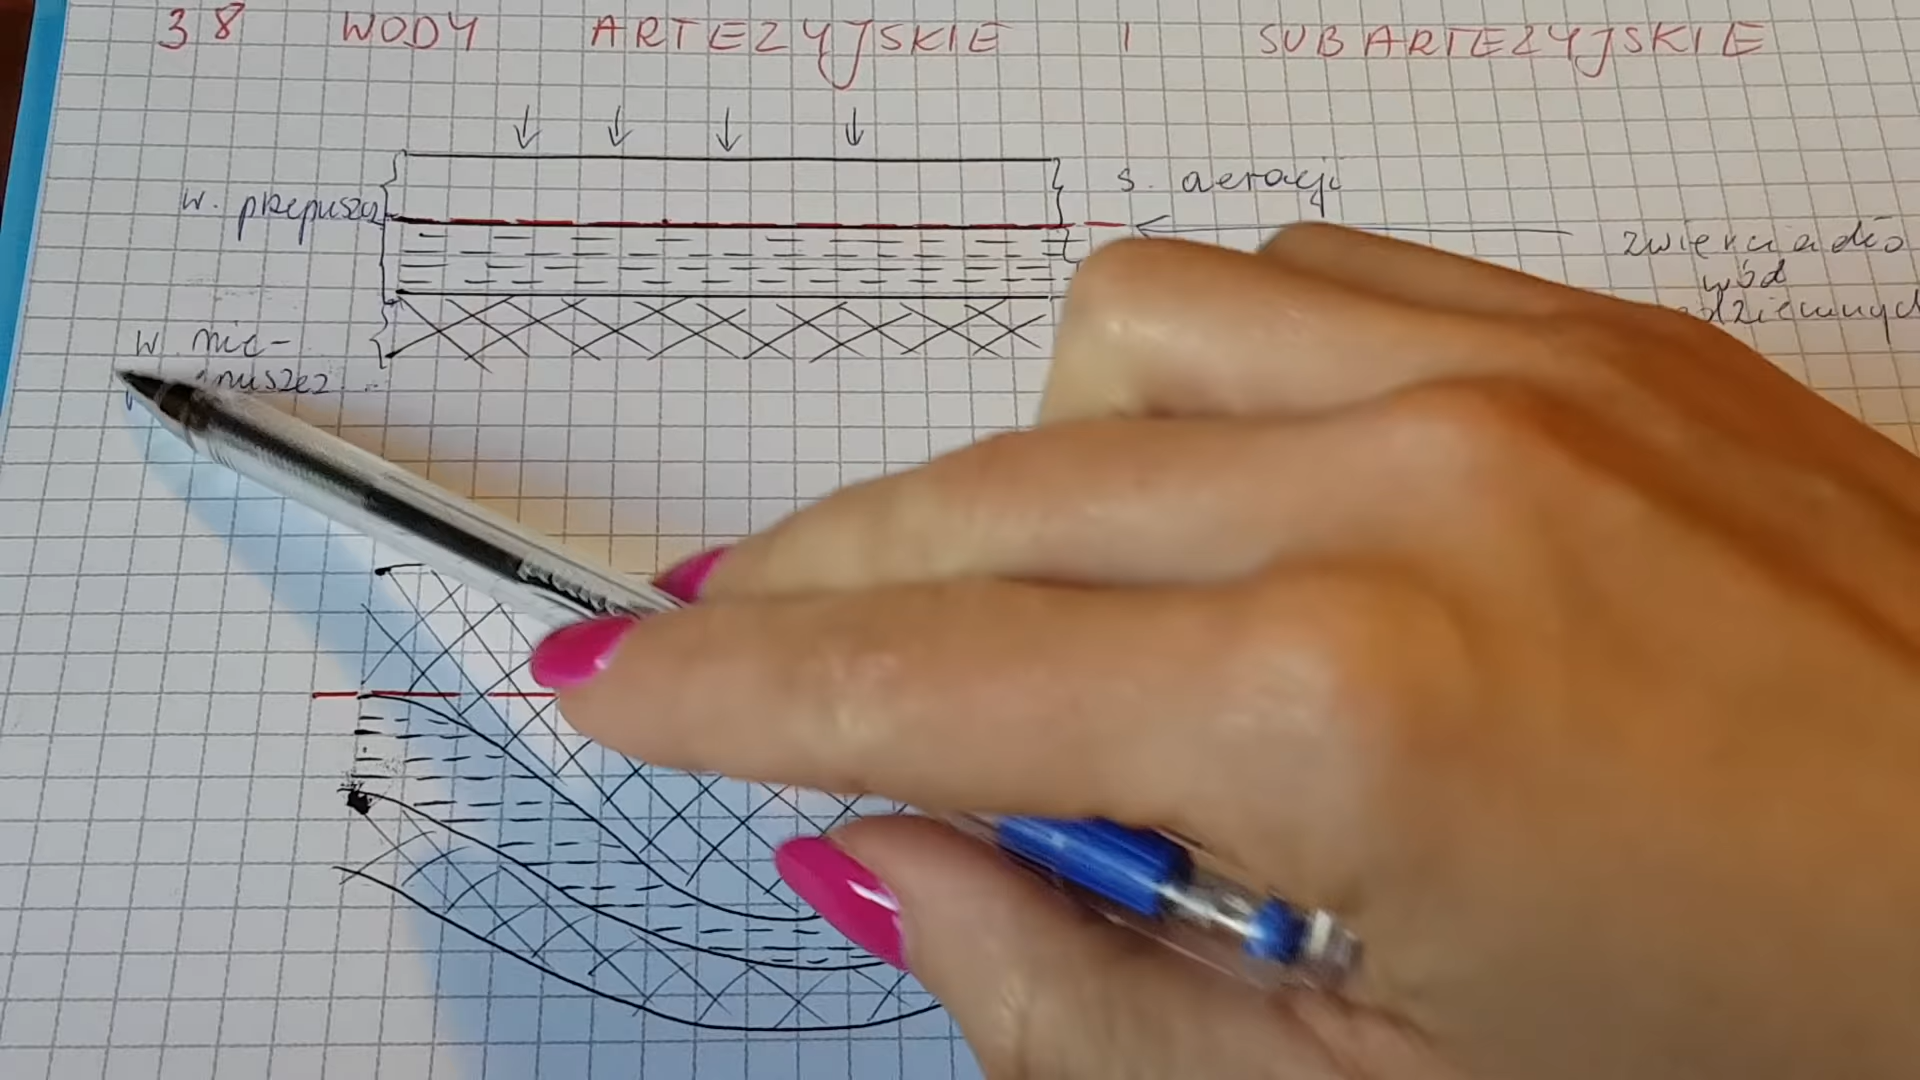 38 WODY ARTEZYJSKIE I SUBARTEZYJSKIE
s. aeracji
w. przepuszcz
zwierciadło
wód
w. nie-